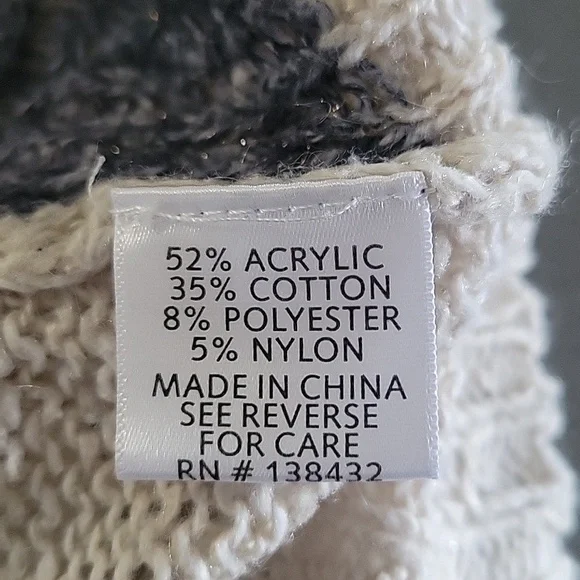 52% ACRYLIC
35% COTTON
8% POLYESTER
5% NYLON
MADE IN CHINA
SEE REVERSE
FOR CARE
RN # 138432